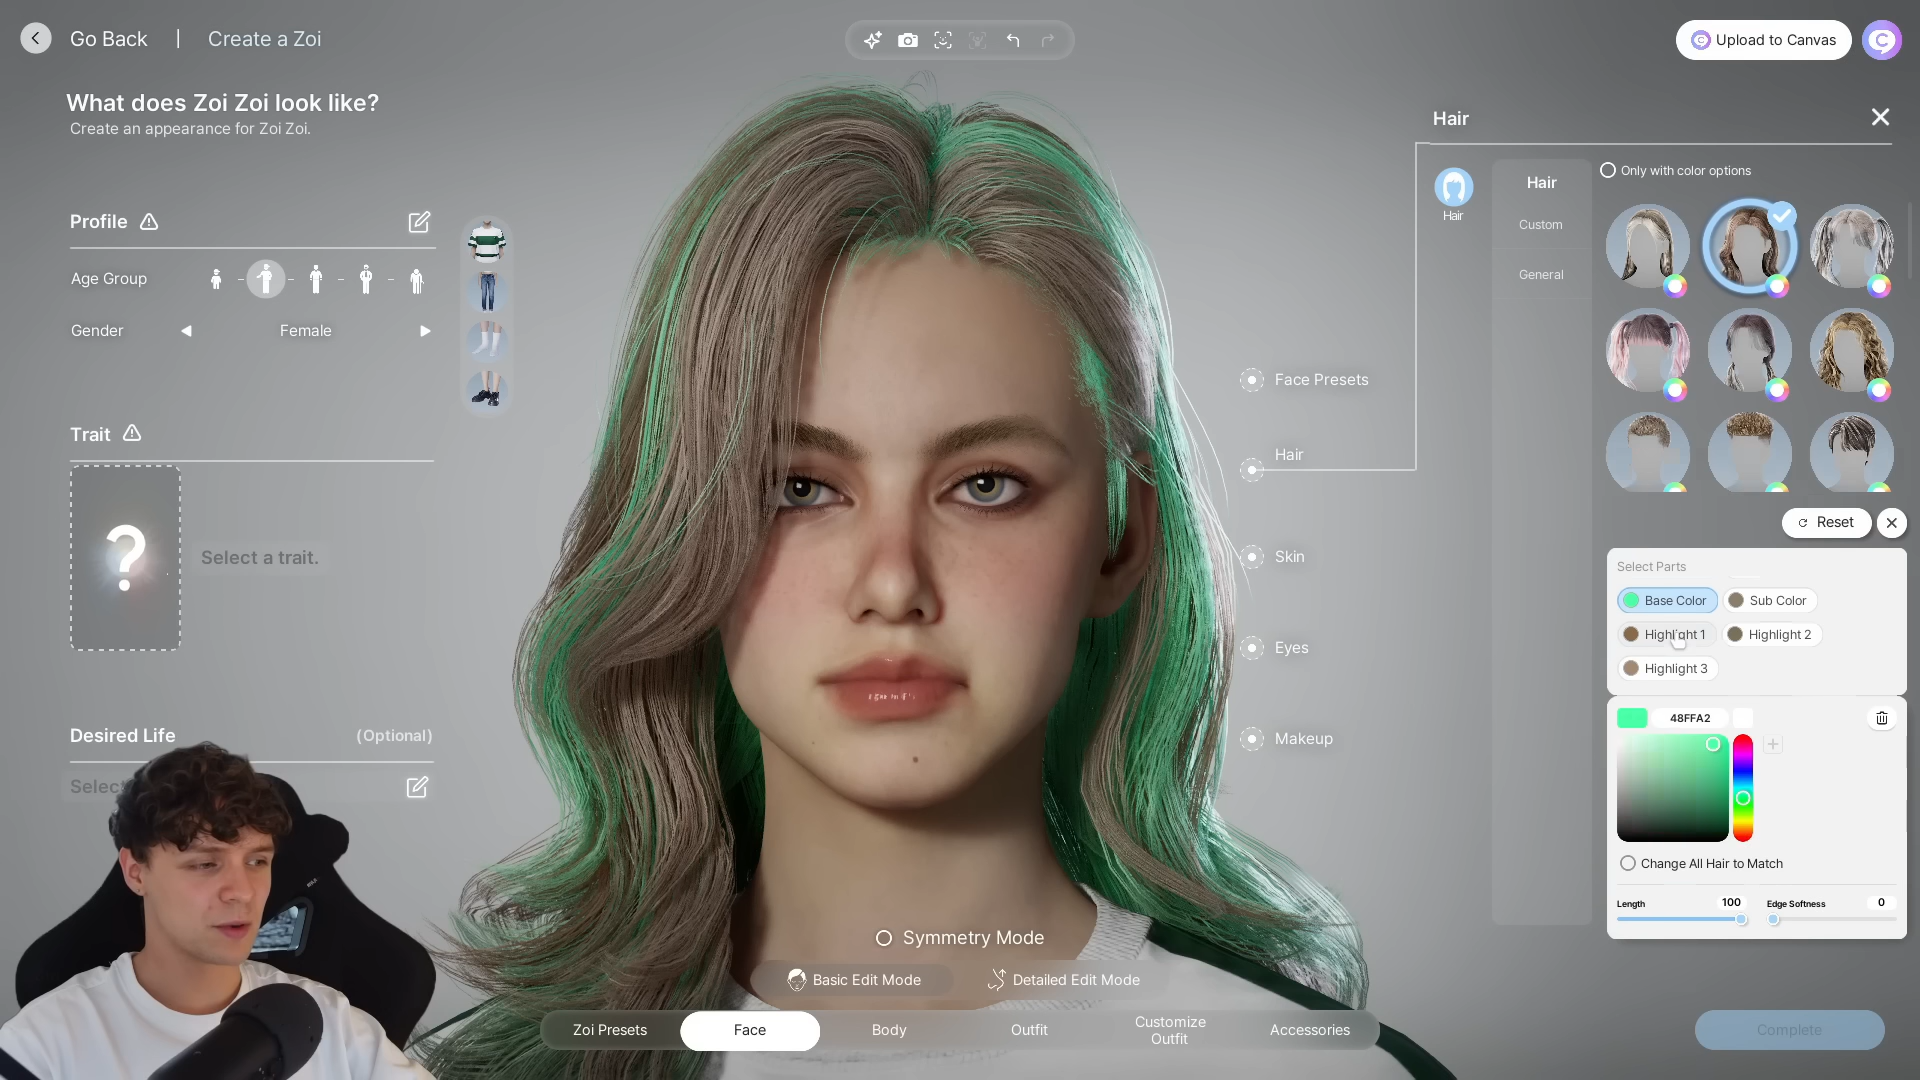 Go Back | Create a Zoi
Upload to Canvas
What does Zoi Zoi look like?
Create an appearance for Zoi Zoi.
Profile
Age Group
Gender
Female
Trait
?
Select a trait.
Desired Life
(Optional)
Select
Face Presets
Hair
Skin
Eyes
Makeup
Symmetry Mode
Basic Edit Mode
Detailed Edit Mode
Zoi Presets
Face
Body
Outfit
Customize
Outfit
Accessories
Hair
Hair
Hair
Custom
General
Only with color options
Reset
Select Parts
Base Color
Sub Color
Highlight 1
Highlight 2
Highlight 3
48FFA2
Change All Hair to Match
Length
100
Edge Softness
0
Complete